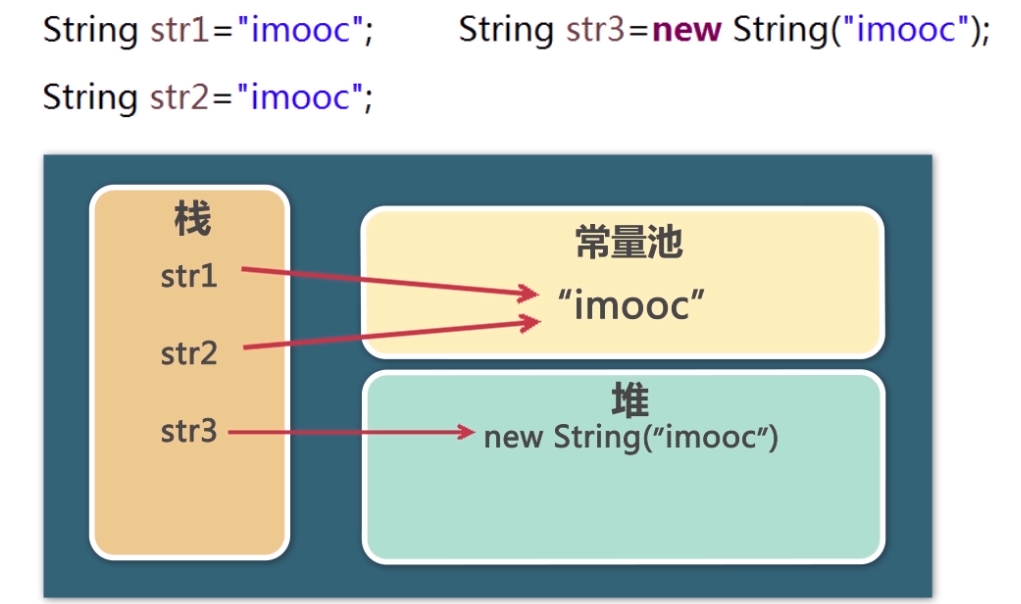 String str1="imooc"; String str3=new String("imooc");
String str2="imooc";
栈
str1
str2
str3
常量池
“imooc”
堆
new String(“imooc”)